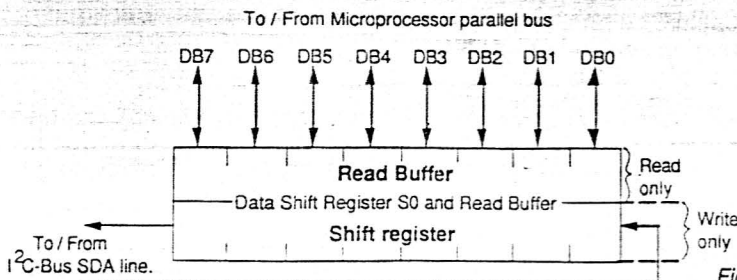 To / From Microprocessor parallel bus
DB7 DB6 DB5 DB4 DB3 DB2 DB1 DB0
Read Buffer
Read
only
Data Shift Register S0 and Read Buffer
Shift register
Write
only
To / From
I²C-Bus SDA line.